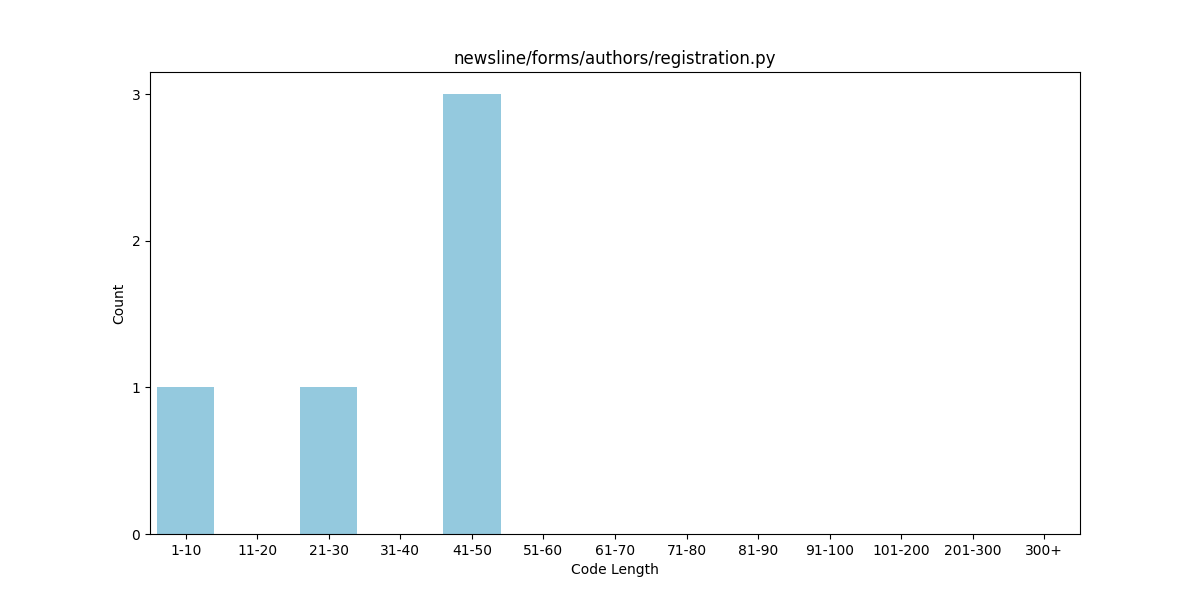 newsline/forms/authors/registration.py
3
2
1
0
Count
1-10 11-20 21-30 31-40 41-50 51-60 61-70 71-80 81-90 91-100 101-200 201-300 300+
Code Length